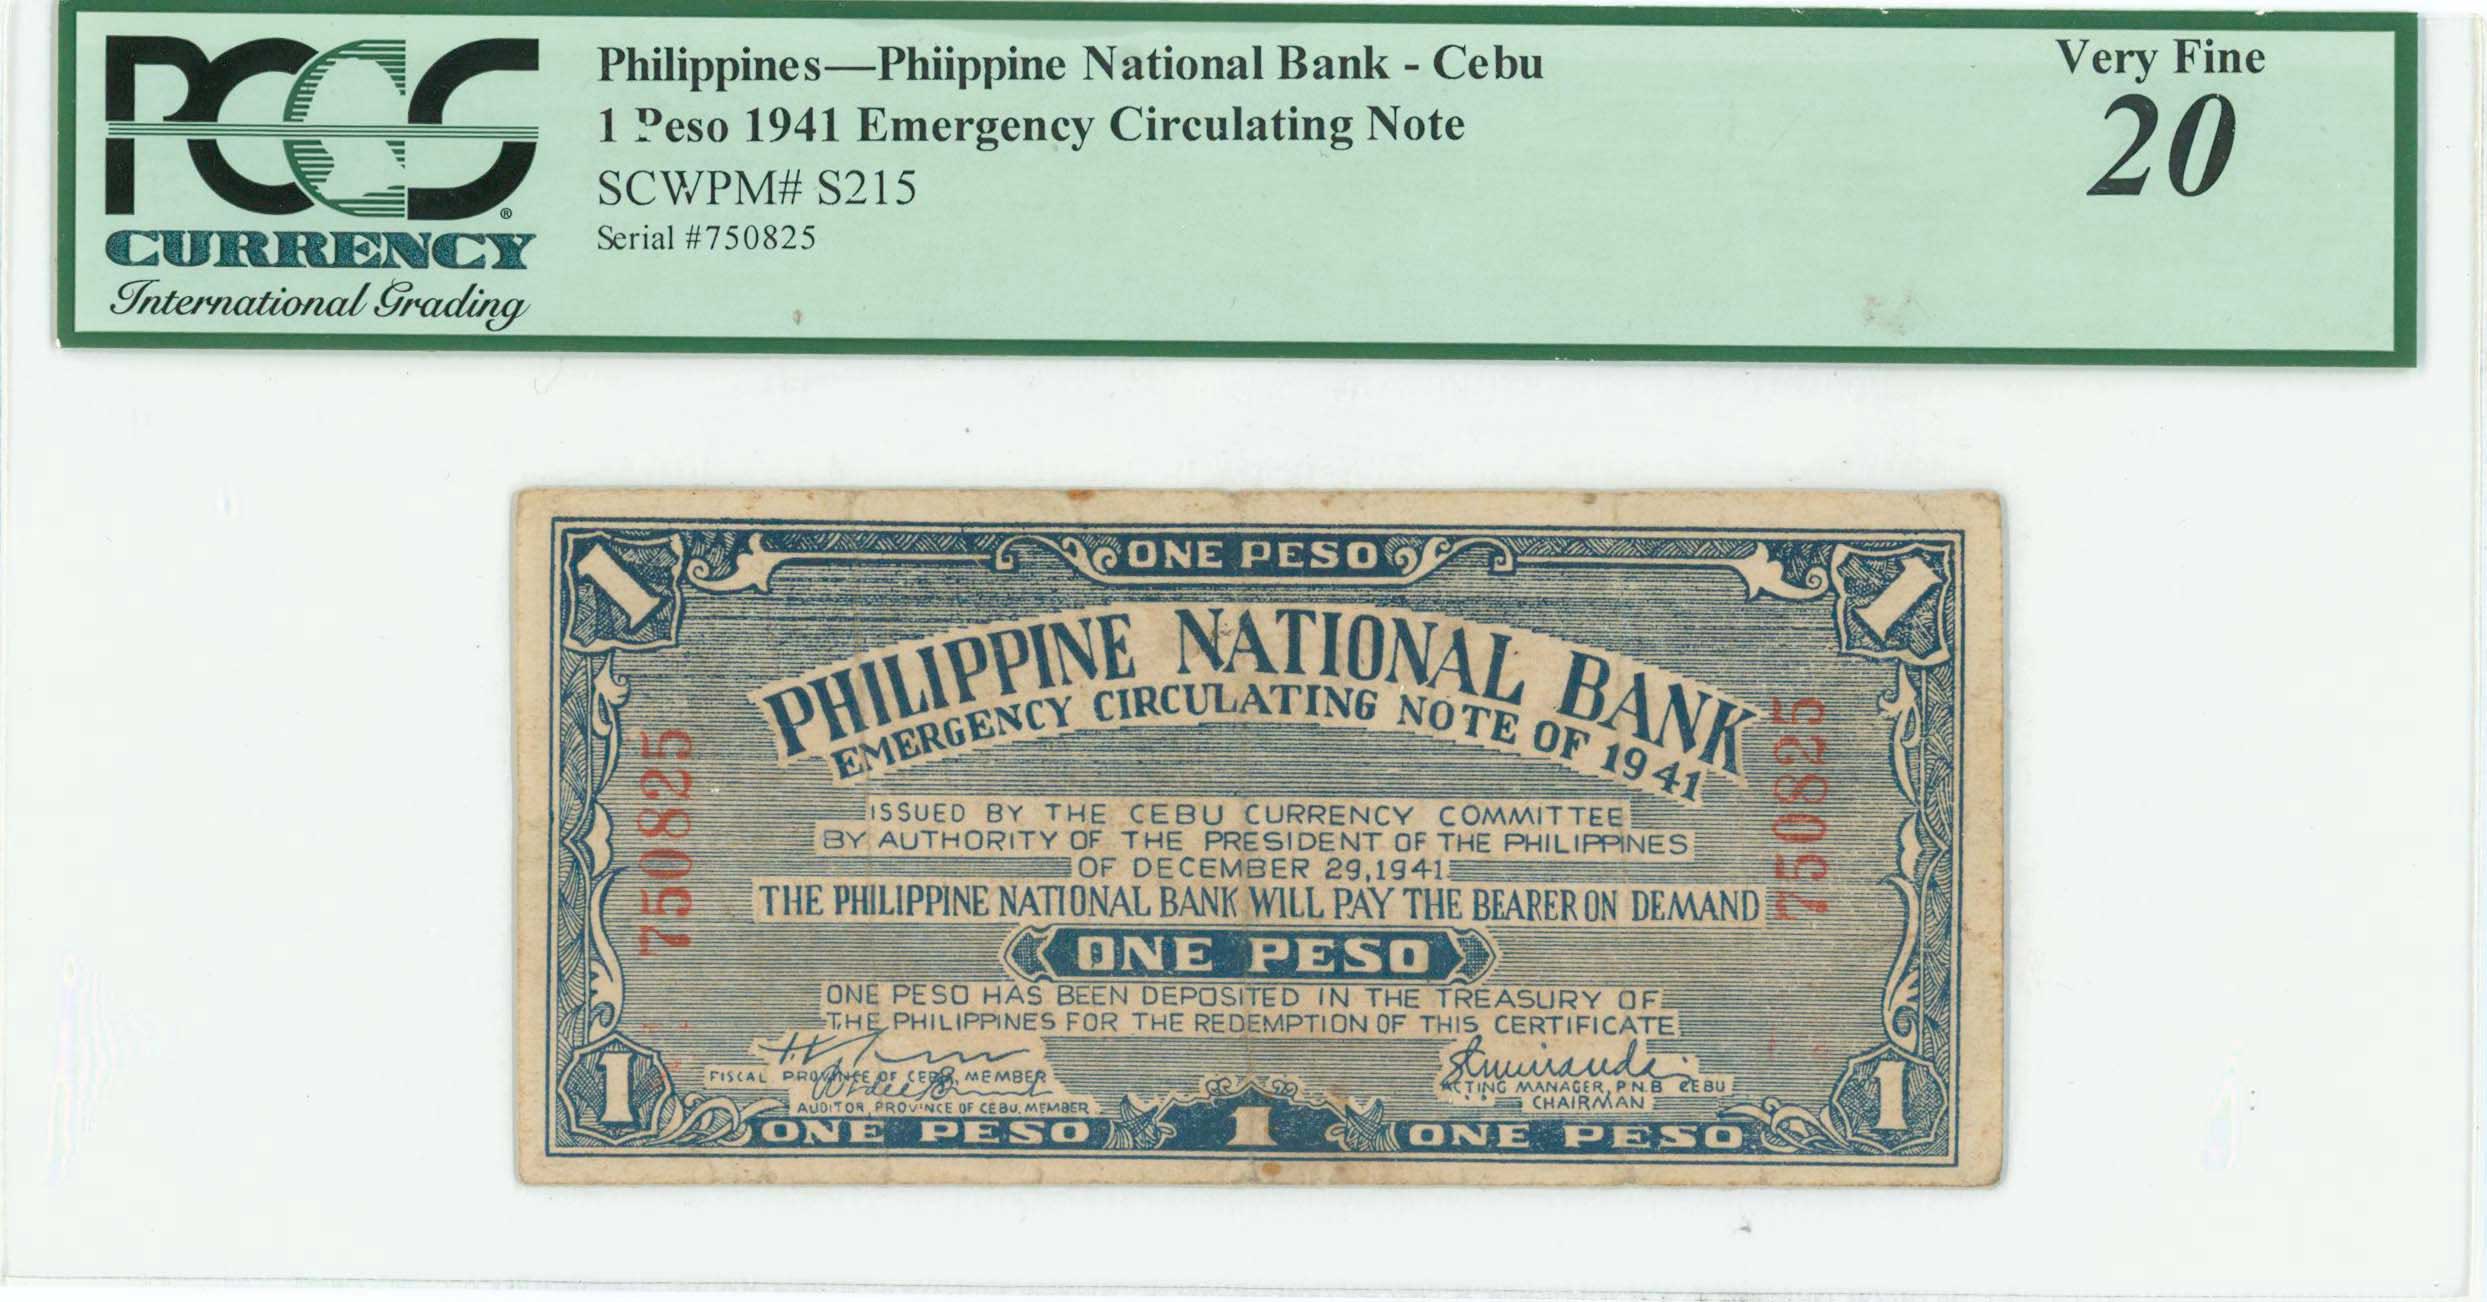 PCGS
CURRENCY
International Grading
Philippines—Phiippine National Bank - Cebu
1 Peso 1941 Emergency Circulating Note
SCWPM# S215
Serial #750825
Very Fine
20
1
ONE PESO
1
PHILIPPINE NATIONAL BANK
EMERGENCY CIRCULATING NOTE OF 1941
750825
750825
ISSUED BY THE CEBU CURRENCY COMMITTEE
BY AUTHORITY OF THE PRESIDENT OF THE PHILIPPINES
OF DECEMBER 29,1941.
THE PHILIPPINE NATIONAL BANK WILL PAY THE BEARER ON DEMAND
ONE PESO
ONE PESO HAS BEEN DEPOSITED IN THE TREASURY OF
THE PHILIPPINES FOR THE REDEMPTION OF THIS CERTIFICATE.
FISCAL PROVINCE OF CEBU, MEMBER
AUDITOR, PROVINCE OF CEBU, MEMBER
ACTING MANAGER, P.N.B CEBU
CHAIRMAN
1
ONE PESO
1
ONE PESO
1